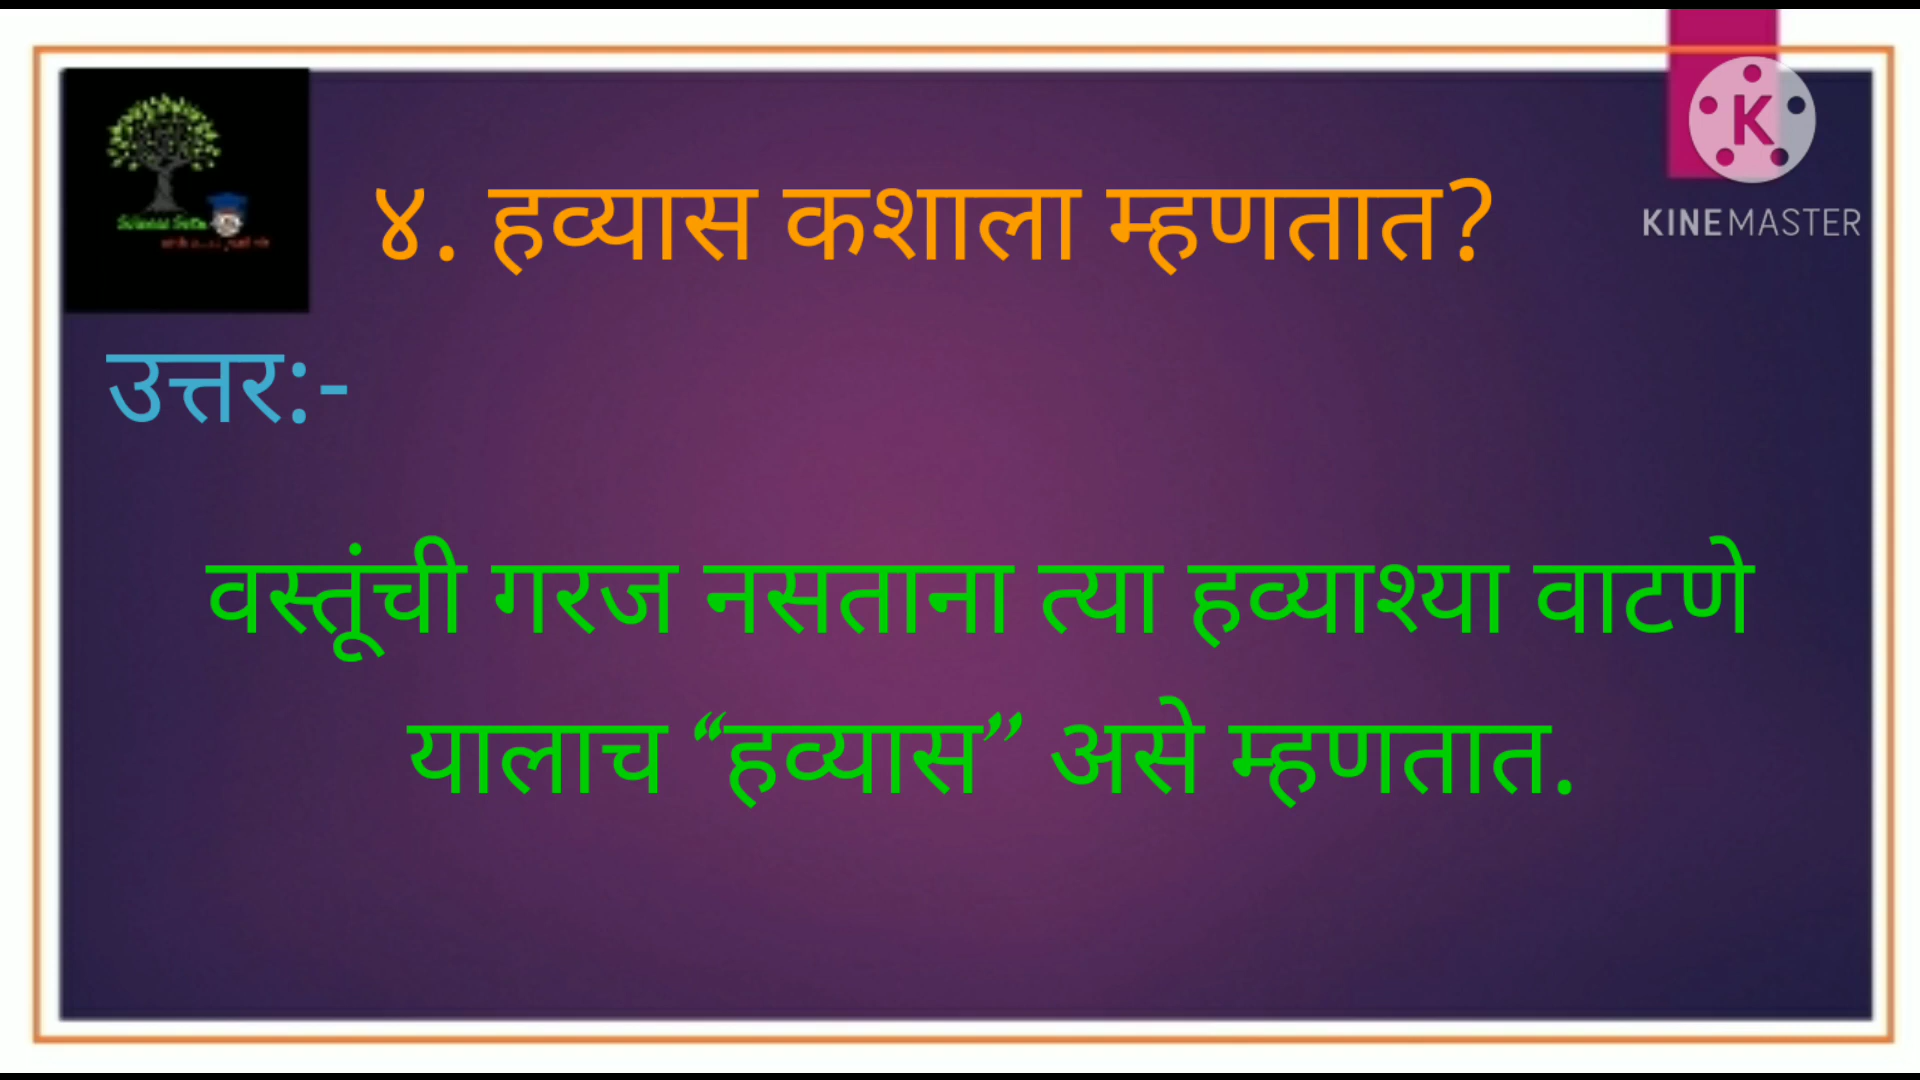 ४. हव्यास कशाला म्हणतात?
KINEMASTER
उत्तर:-
वस्तूंची गरज नसताना त्या हव्याश्या वाटणे
यालाच “हव्यास” असे म्हणतात.